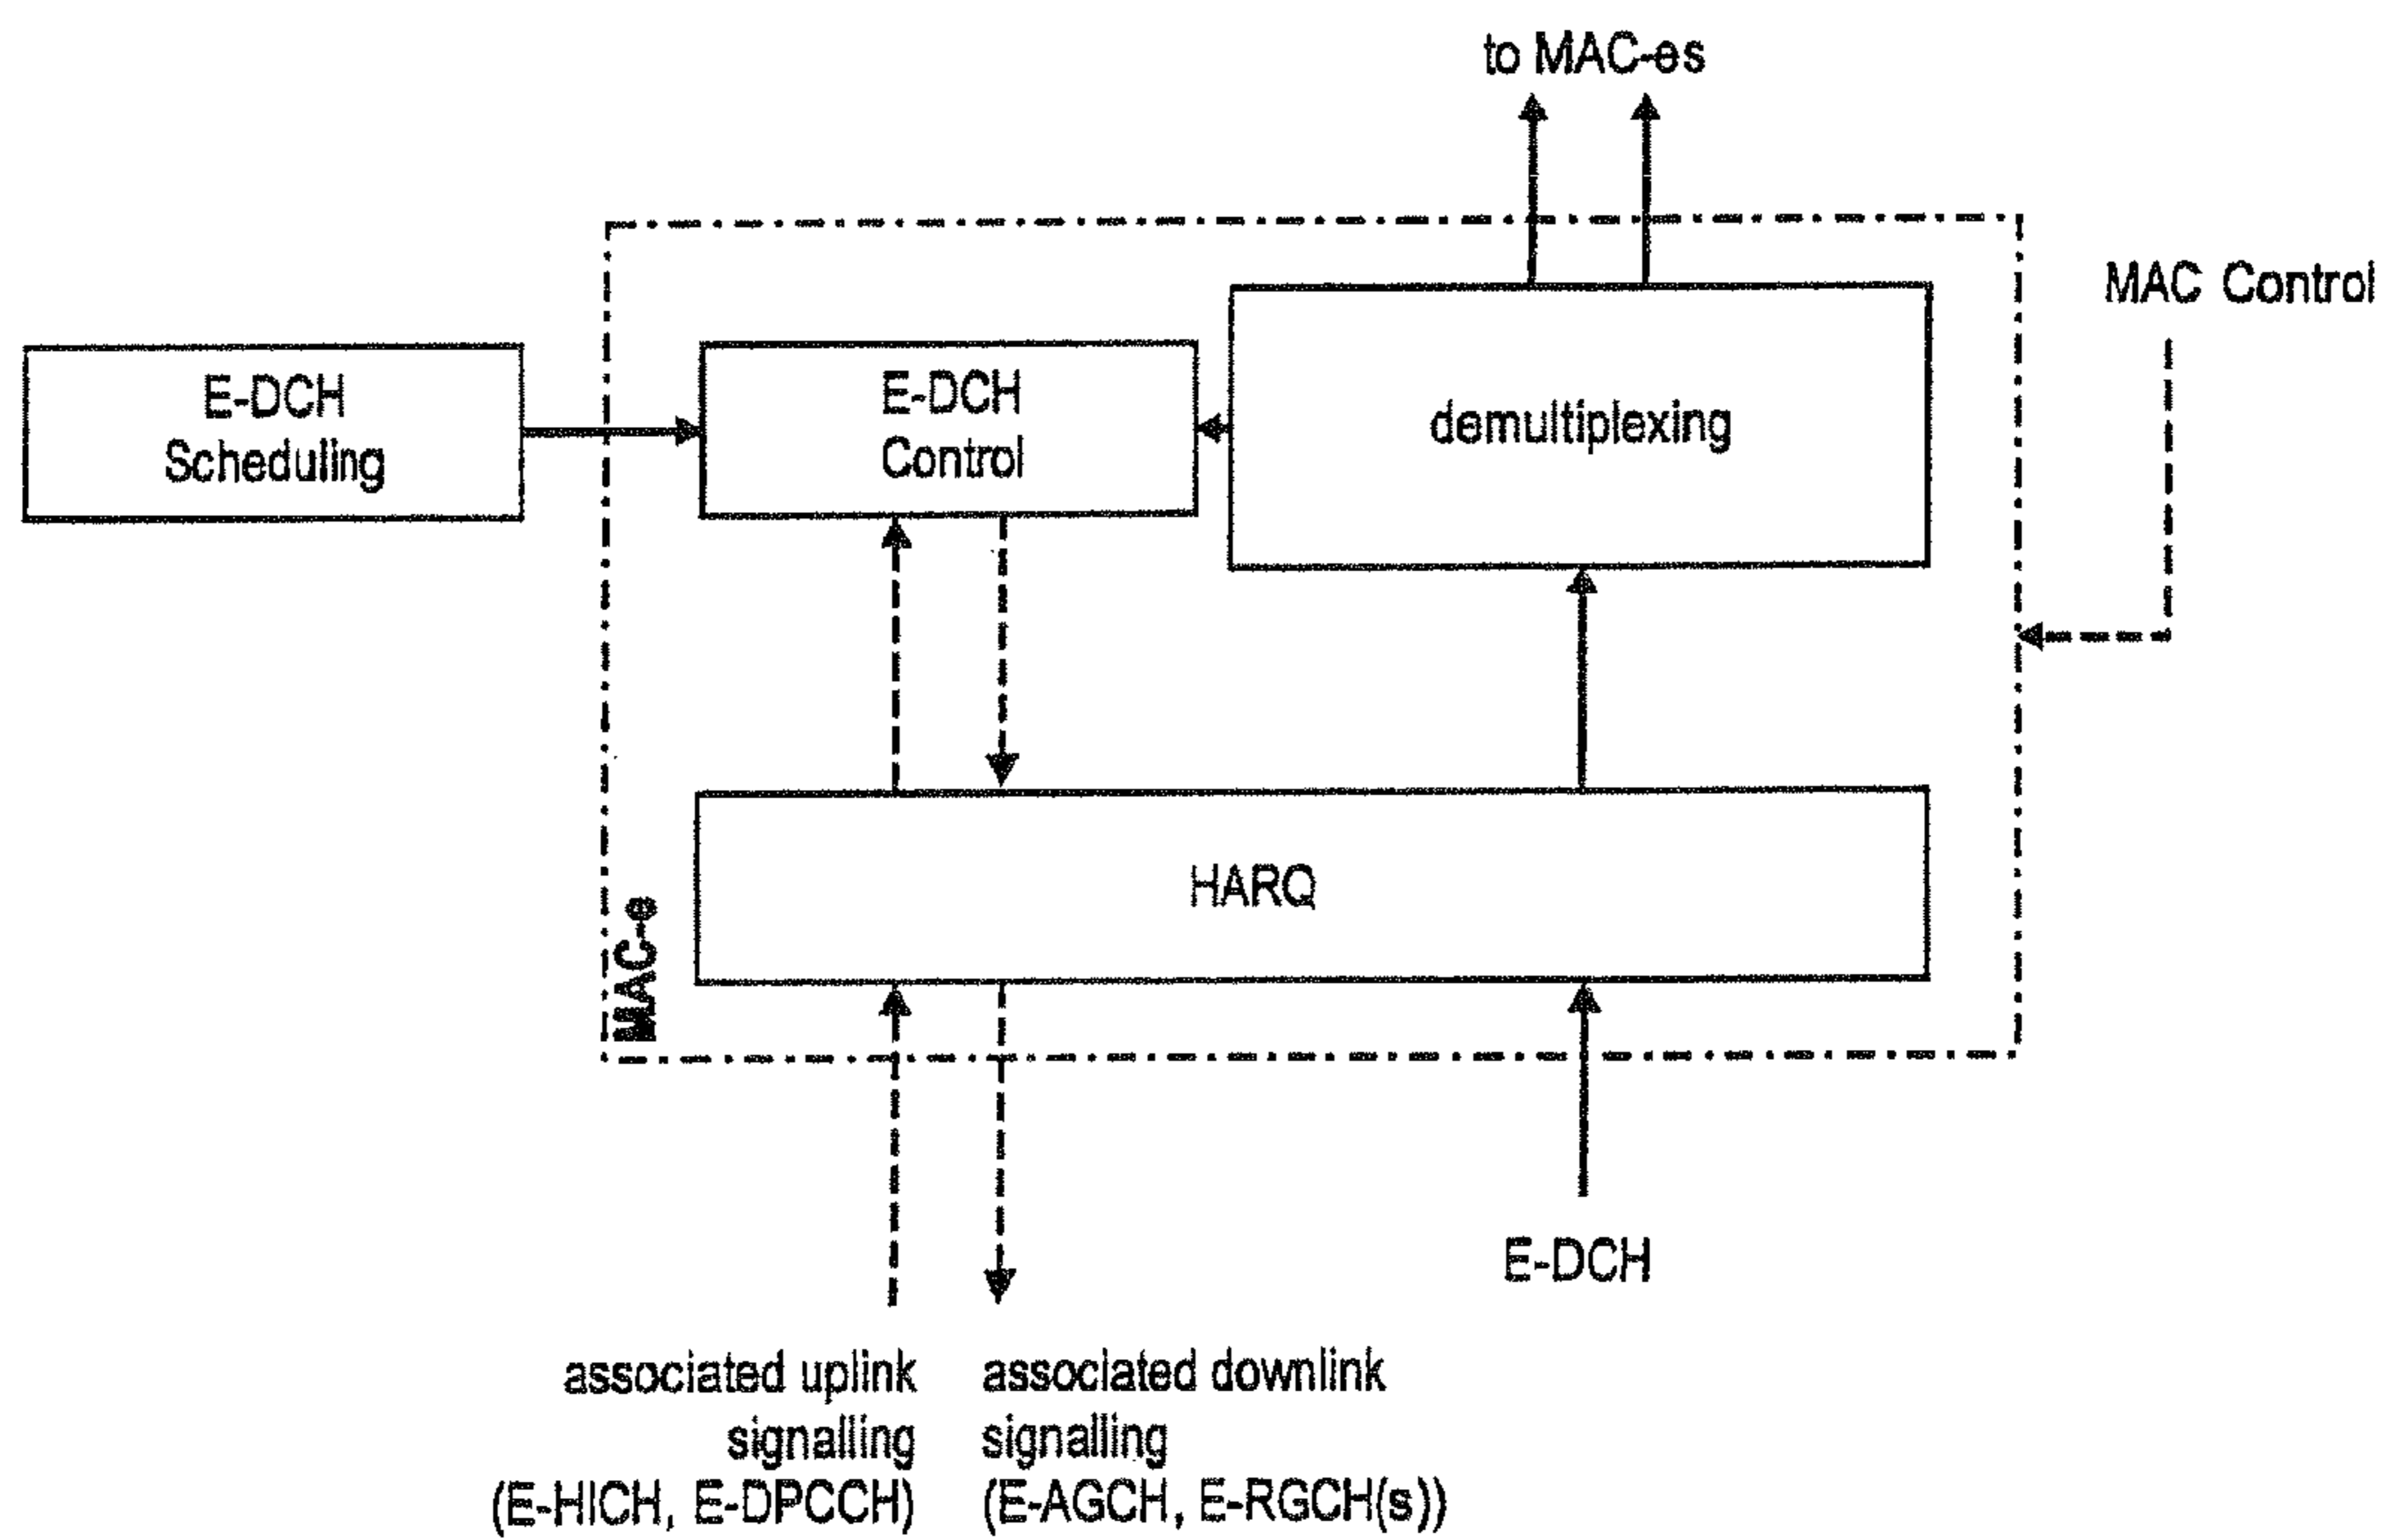 to MAC-es
MAC Control
E-DCH
Scheduling
E-DCH
Control
demultiplexing
HARQ
MAC-e
E-DCH
associated uplink
signalling
(E-HICH, E-DPCCH)
associated downlink
signalling
(E-AGCH, E-RGCH(s))